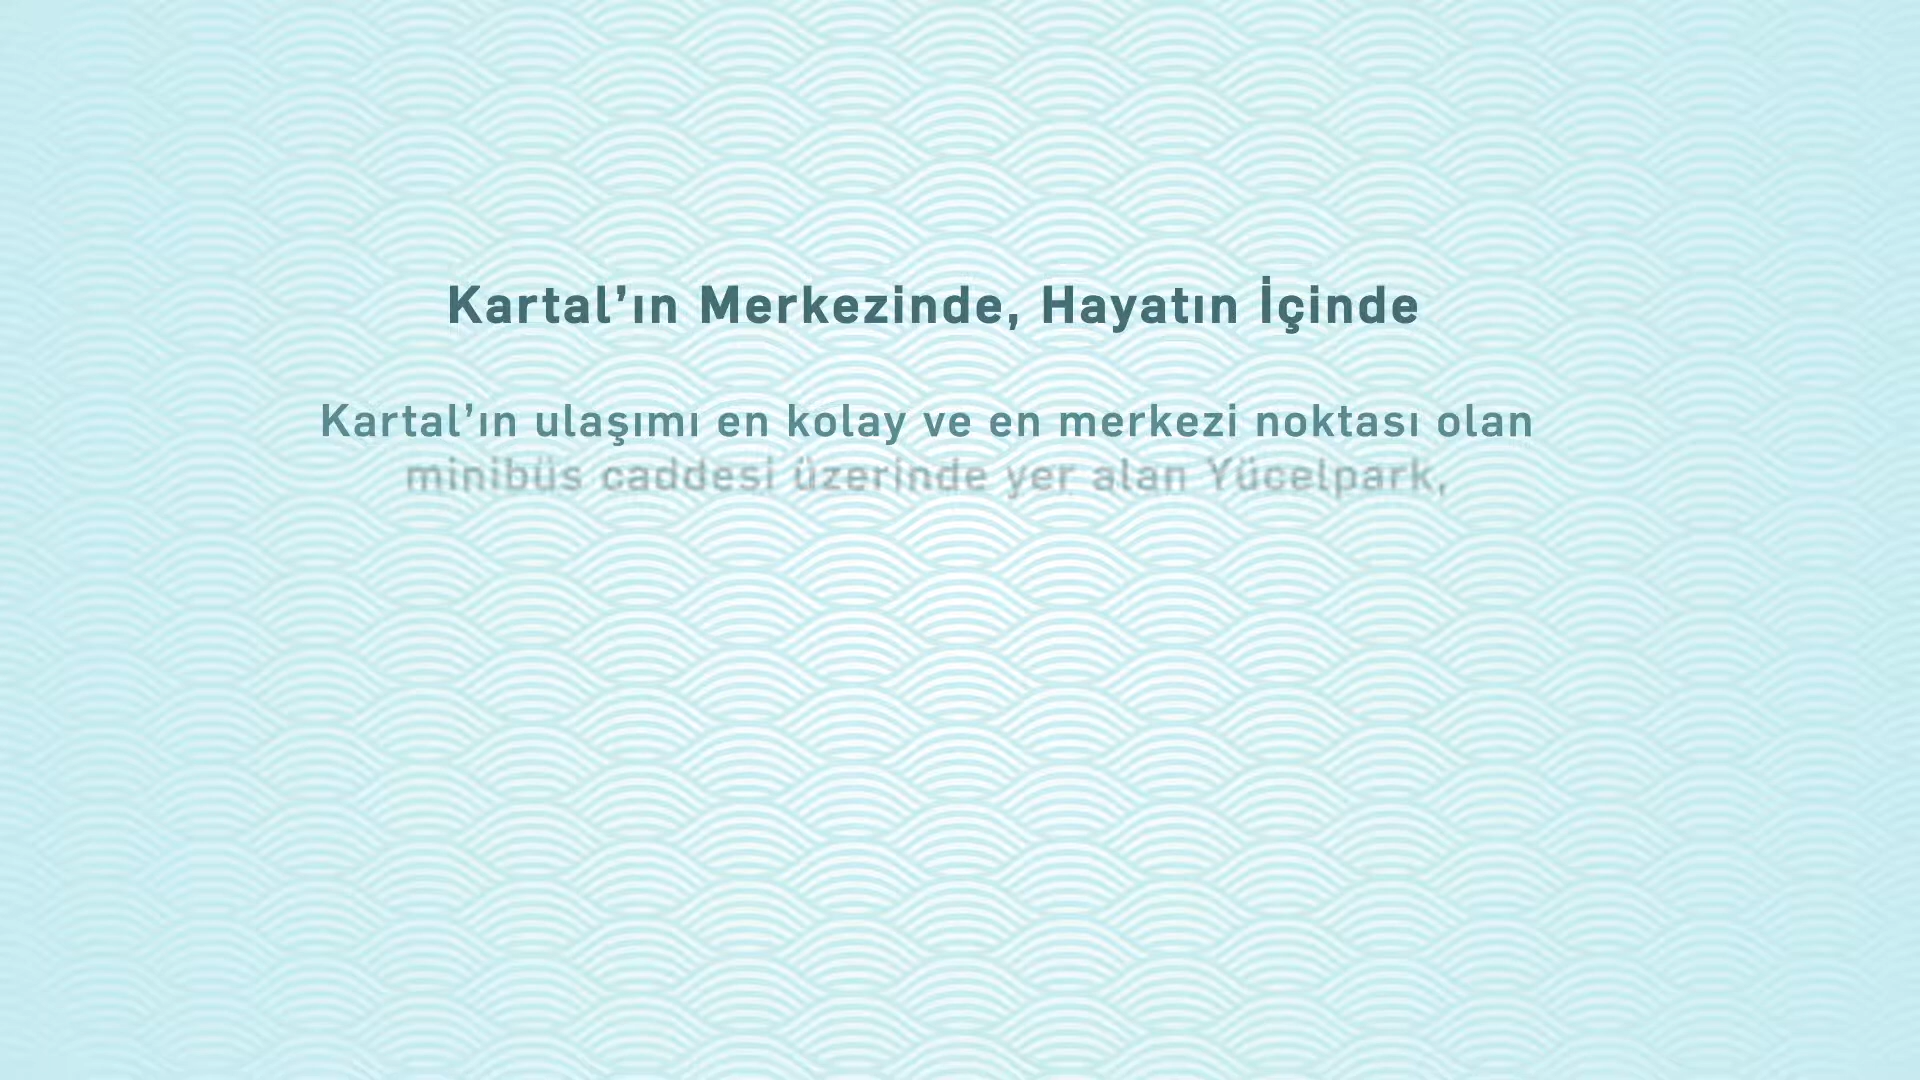 Kartal’ın Merkezinde, Hayatın İçinde
Kartal’ın ulaşımı en kolay ve en merkezi noktası olan
minibüs caddesi üzerinde yer alan Yücelpark,